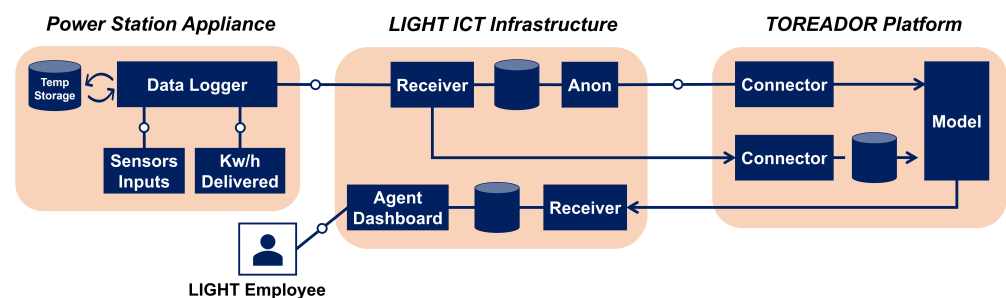 Power Station Appliance
LIGHT ICT Infrastructure
TOREADOR Platform
Temp
Storage
Data Logger
Receiver
Anon
Connector
Model
Sensors
Inputs
Kw/h
Delivered
Connector
Agent
Dashboard
Receiver
LIGHT Employee